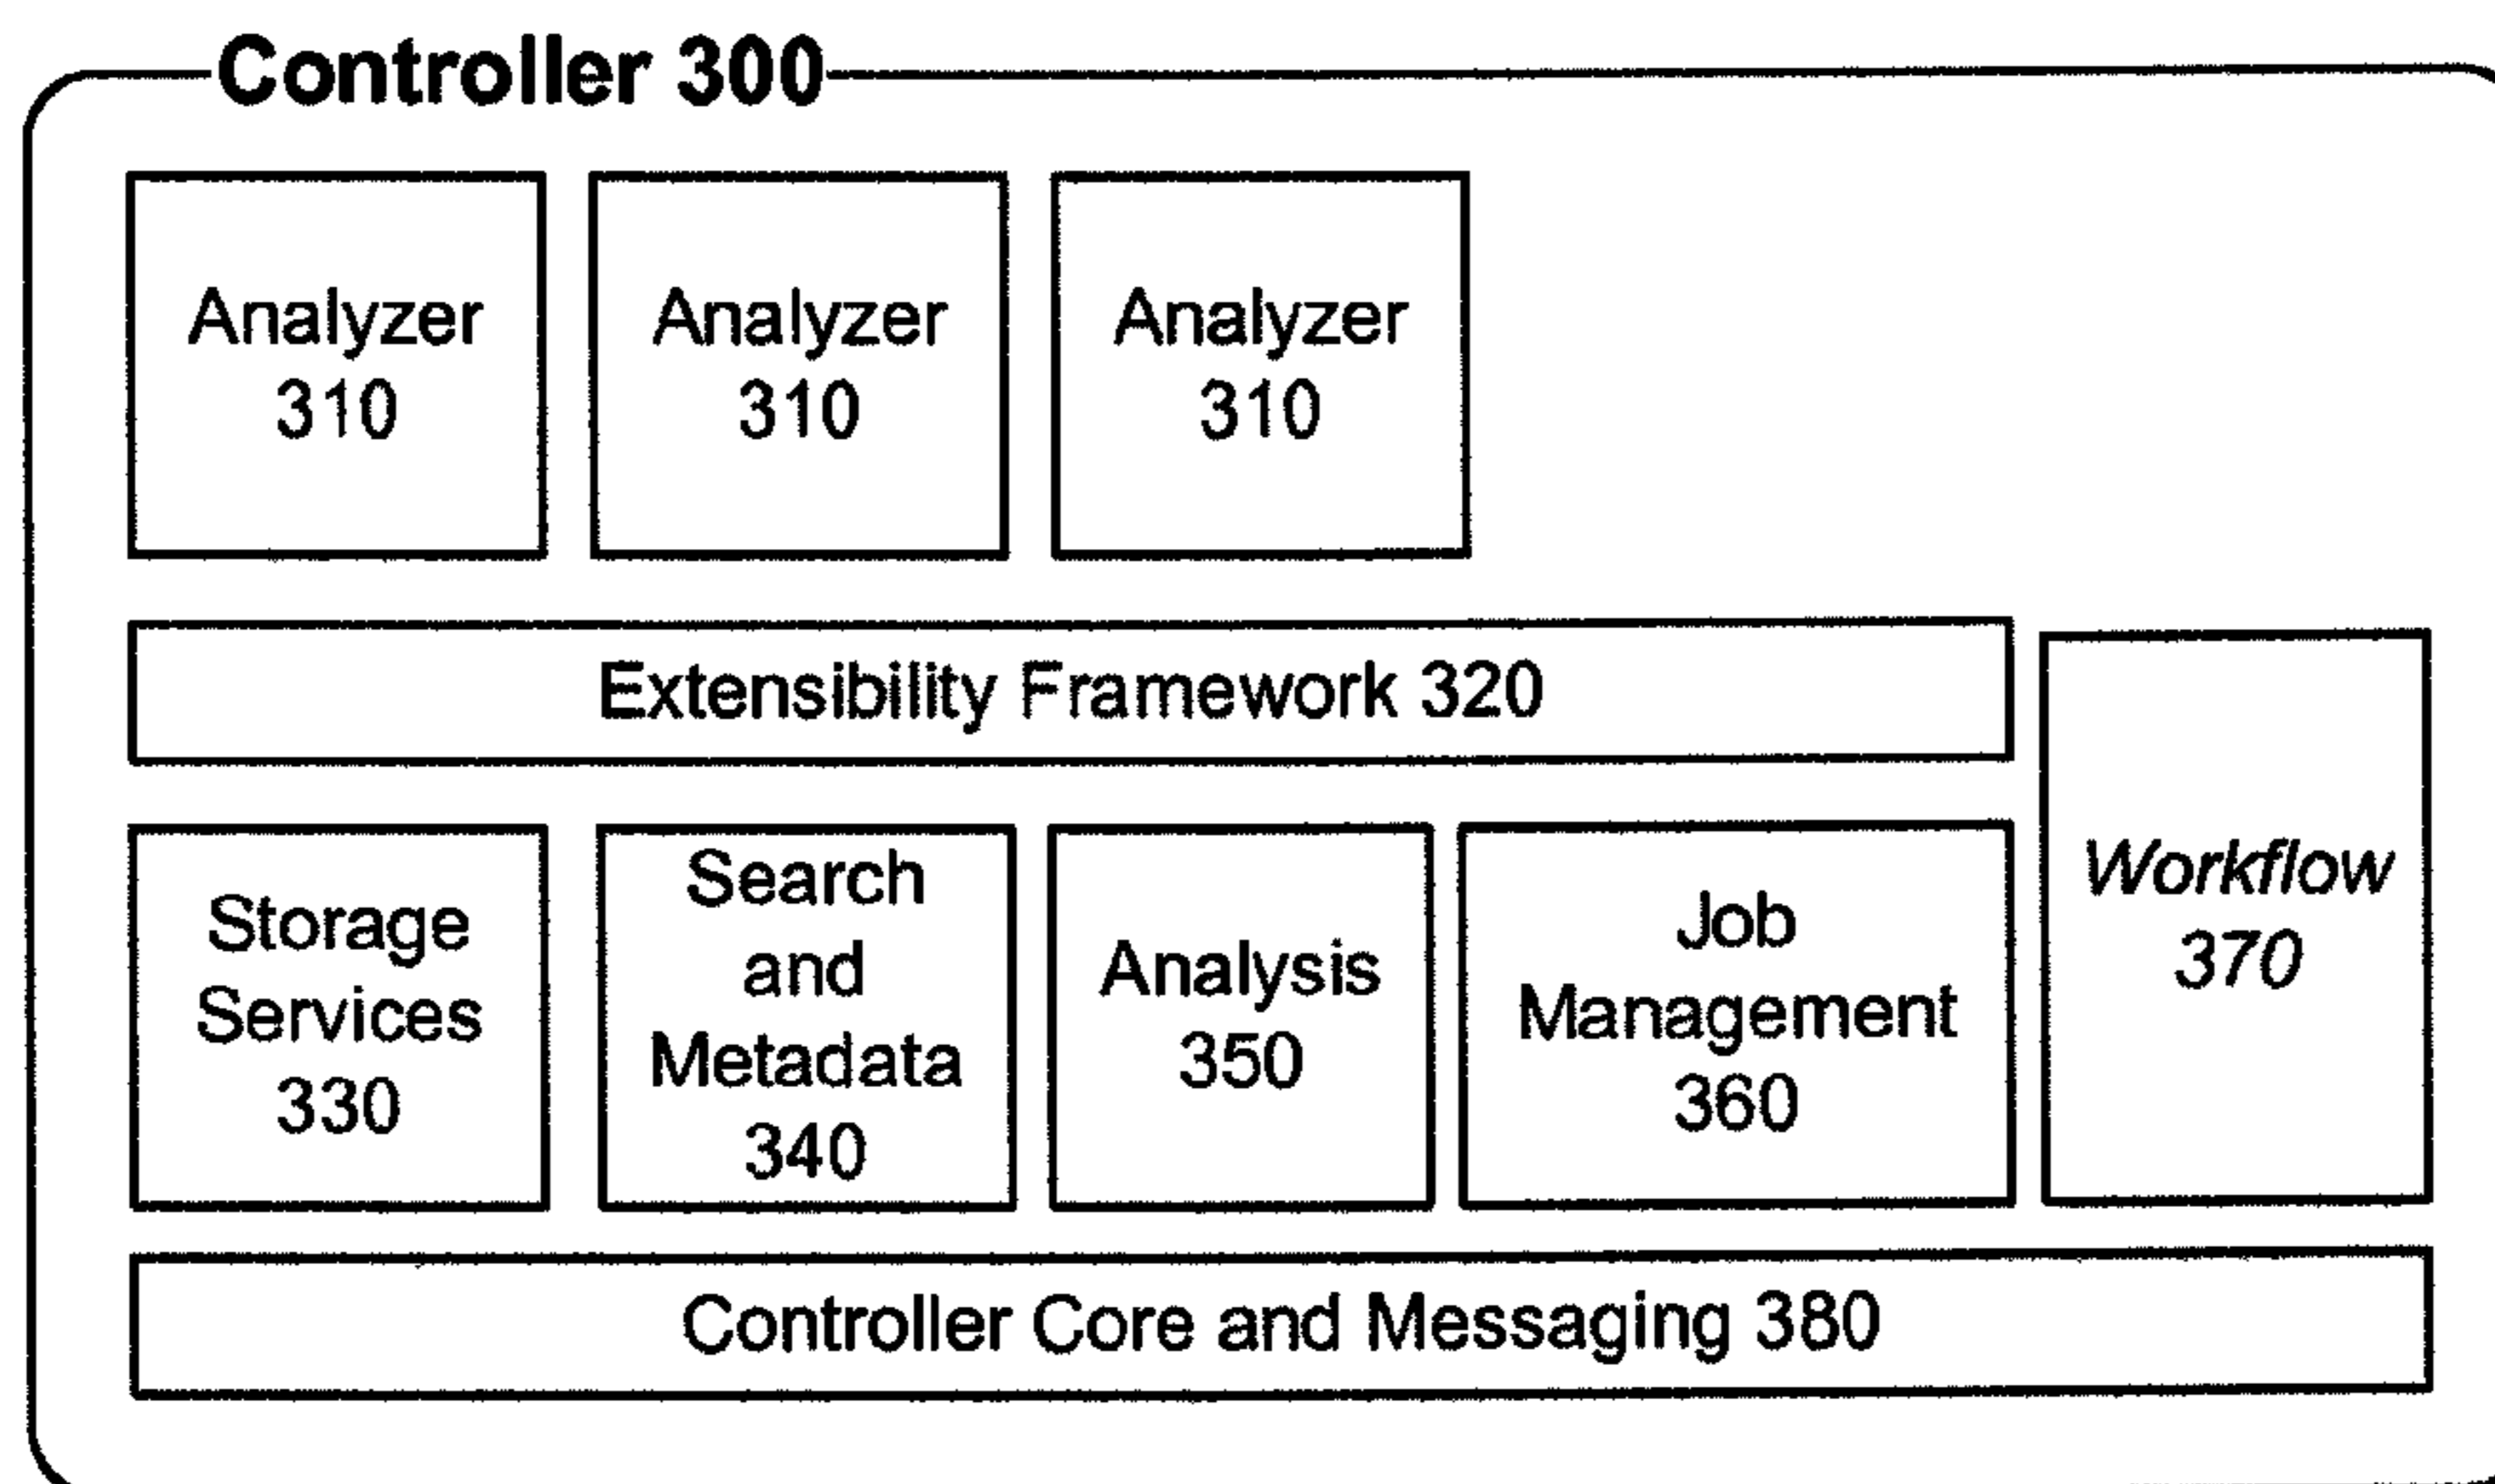 Controller 300
Analyzer
310
Analyzer
310
Analyzer
310
Extensibility Framework 320
Storage
Services
330
Search
and
Metadata
340
Analysis
350
Job
Management
360
Workflow
370
Controller Core and Messaging 380